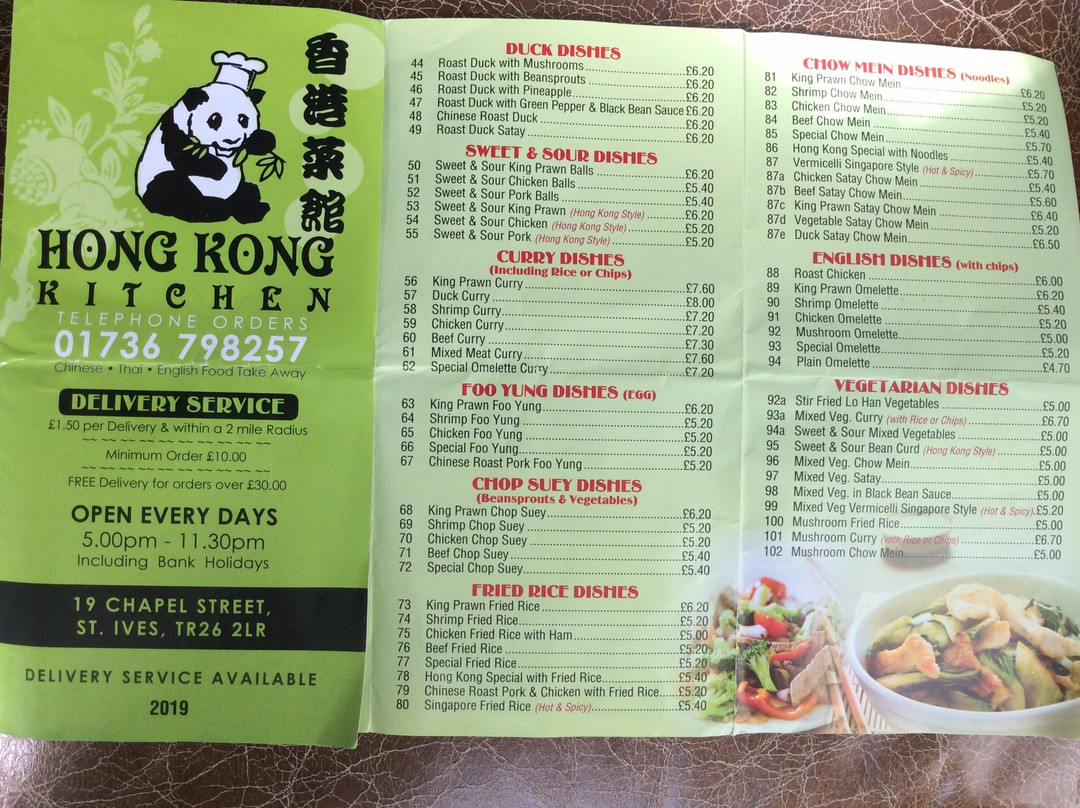 香港菜館
HONG KONG
KITCHEN
TELEPHONE ORDERS
01736 798257
Chinese • Thai • English Food Take Away
DELIVERY SERVICE
£1.50 per Delivery & within a 2 mile Radius
~~ ~~ ~~ ~~ ~~ ~~ ~~ ~~ ~~ ~~
Minimum Order £10.00
~~ ~~ ~~ ~~ ~~ ~~ ~~ ~~ ~~ ~~
FREE Delivery for orders over £30.00
OPEN EVERY DAYS
5.00pm - 11.30pm
Including Bank Holidays
19 CHAPEL STREET,
ST. IVES, TR26 2LR
DELIVERY SERVICE AVAILABLE
2019
DUCK DISHES
44 Roast Duck with Mushrooms £6.20
45 Roast Duck with Beansprouts £6.20
46 Roast Duck with Pineapple £6.20
47 Roast Duck with Green Pepper & Black Bean Sauce £6.20
48 Chinese Roast Duck £6.20
49 Roast Duck Satay £6.20
SWEET & SOUR DISHES
50 Sweet & Sour King Prawn Balls £6.20
51 Sweet & Sour Chicken Balls £5.40
52 Sweet & Sour Pork Balls £5.40
53 Sweet & Sour King Prawn (Hong Kong Style) £6.20
54 Sweet & Sour Chicken (Hong Kong Style) £5.20
55 Sweet & Sour Pork (Hong Kong Style) £5.20
CURRY DISHES
(Including Rice or Chips)
56 King Prawn Curry £7.60
57 Duck Curry £8.00
58 Shrimp Curry £7.20
59 Chicken Curry £7.20
60 Beef Curry £7.30
61 Mixed Meat Curry £7.60
62 Special Omelette Curry £7.20
FOO YUNG DISHES (EGG)
63 King Prawn Foo Yung £6.20
64 Shrimp Foo Yung £5.20
65 Chicken Foo Yung £5.20
66 Special Foo Yung £5.20
67 Chinese Roast Pork Foo Yung £5.20
CHOP SUEY DISHES
(Beansprouts & Vegetables)
68 King Prawn Chop Suey £6.20
69 Shrimp Chop Suey £5.20
70 Chicken Chop Suey £5.20
71 Beef Chop Suey £5.40
72 Special Chop Suey £5.40
FRIED RICE DISHES
73 King Prawn Fried Rice £6.20
74 Shrimp Fried Rice £5.20
75 Chicken Fried Rice with Ham £5.00
76 Beef Fried Rice £5.20
77 Special Fried Rice £5.20
78 Hong Kong Special with Fried Rice £5.40
79 Chinese Roast Pork & Chicken with Fried Rice £5.20
80 Singapore Fried Rice (Hot & Spicy) £5.40
CHOW MEIN DISHES (Noodles)
81 King Prawn Chow Mein £6.20
82 Shrimp Chow Mein £5.20
83 Chicken Chow Mein £5.20
84 Beef Chow Mein £5.40
85 Special Chow Mein £5.70
86 Hong Kong Special with Noodles £5.40
87 Vermicelli Singapore Style (Hot & Spicy) £5.70
87a Chicken Satay Chow Mein
87b Beef Satay Chow Mein £5.60
87c King Prawn Satay Chow Mein £6.40
87d Vegetable Satay Chow Mein £5.20
87e Duck Satay Chow Mein £6.50
ENGLISH DISHES (with chips)
88 Roast Chicken £6.00
89 King Prawn Omelette £6.20
90 Shrimp Omelette £5.40
91 Chicken Omelette £5.20
92 Mushroom Omelette £5.00
93 Special Omelette £5.20
94 Plain Omelette £4.70
VEGETARIAN DISHES
92a Stir Fried Lo Han Vegetables £5.00
93a Mixed Veg. Curry (with Rice or Chips) £6.70
94a Sweet & Sour Mixed Vegetables £5.00
95 Sweet & Sour Bean Curd (Hong Kong Style) £5.00
96 Mixed Veg. Chow Mein £5.00
97 Mixed Veg. Satay £5.00
98 Mixed Veg. in Black Bean Sauce £5.00
99 Mixed Veg Vermicelli Singapore Style (Hot & Spicy) £5.20
100 Mushroom Fried Rice £5.00
101 Mushroom Curry (with Rice or Chips) £6.70
102 Mushroom Chow Mein £5.00